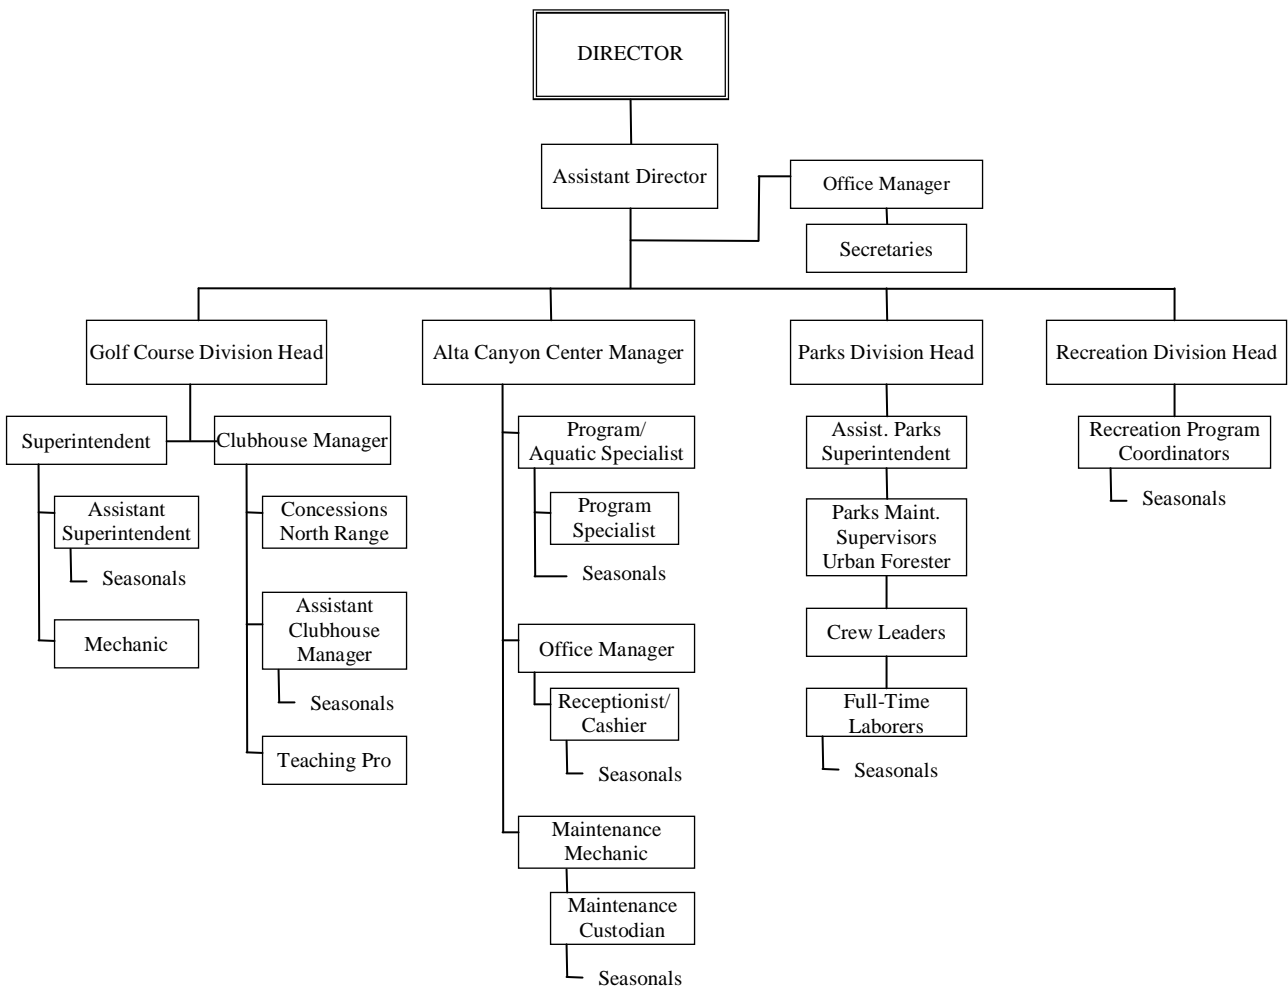 DIRECTOR
Assistant Director
Office Manager
Secretaries
Golf Course Division Head
Superintendent
Assistant
Superintendent
Seasonals
Mechanic
Clubhouse Manager
Concessions
North Range
Assistant
Clubhouse
Manager
Seasonals
Teaching Pro
Alta Canyon Center Manager
Program/
Aquatic Specialist
Program
Specialist
Seasonals
Office Manager
Receptionist/
Cashier
Seasonals
Maintenance
Mechanic
Maintenance
Custodian
Seasonals
Parks Division Head
Assist. Parks
Superintendent
Parks Maint.
Supervisors
Urban Forester
Crew Leaders
Full-Time
Laborers
Seasonals
Recreation Division Head
Recreation Program
Coordinators
Seasonals